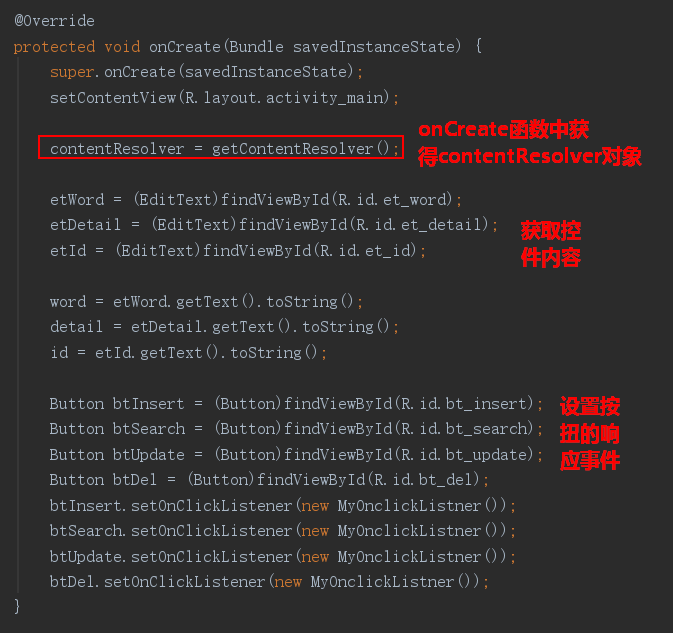 @Override
protected void onCreate(Bundle savedInstanceState) {
super.onCreate(savedInstanceState);
setContentView(R.layout.activity_main);
contentResolver = getContentResolver();
onCreate函数中获
得contentResolver对象
etWord = (EditText)findViewById(R.id.et_word);
etDetail = (EditText)findViewById(R.id.et_detail);
etId = (EditText)findViewById(R.id.et_id);
获取控
件内容
word = etWord.getText().toString();
detail = etDetail.getText().toString();
id = etId.getText().toString();
Button btInsert = (Button)findViewById(R.id.bt_insert);
Button btSearch = (Button)findViewById(R.id.bt_search);
Button btUpdate = (Button)findViewById(R.id.bt_update);
Button btDel = (Button)findViewById(R.id.bt_del);
设置按
扭的响
应事件
btInsert.setOnClickListener(new MyOnclickListner());
btSearch.setOnClickListener(new MyOnclickListner());
btUpdate.setOnClickListener(new MyOnclickListner());
btDel.setOnClickListener(new MyOnclickListner());
}